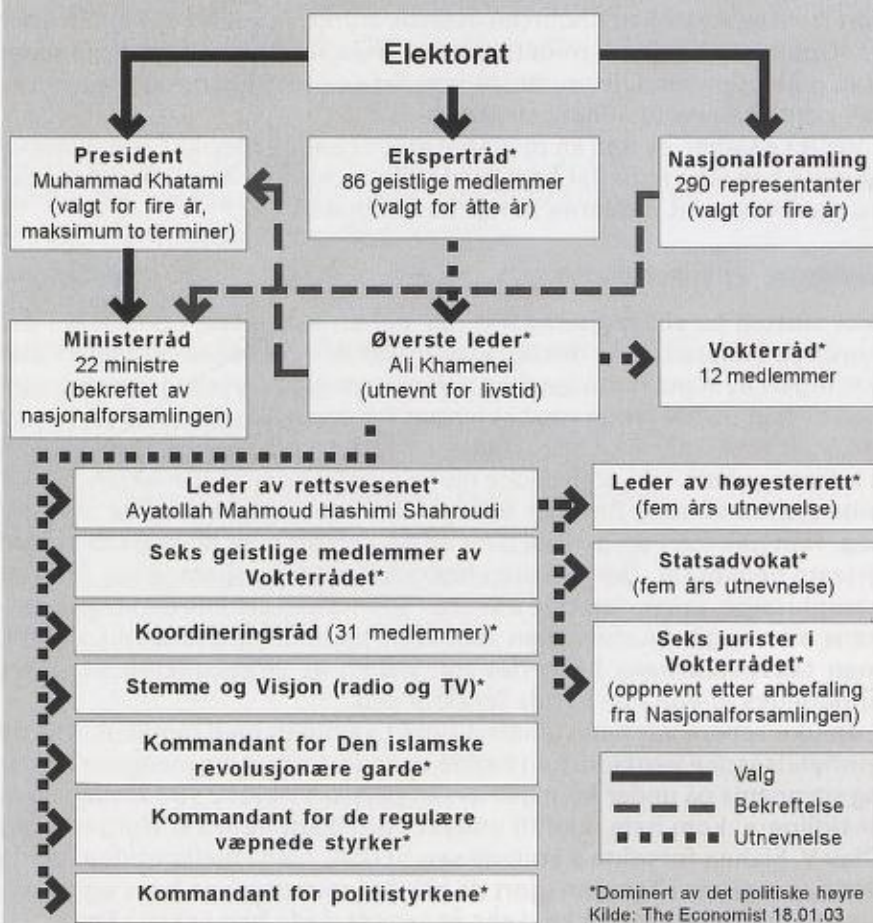 Elektorat
President
Muhammad Khatami
(valgt for fire år,
maksimum to terminer)
Ekspertråd*
86 geistlige medlemmer
(valgt for åtte år)
Nasjonalforamling
290 representanter
(valgt for fire år)
Ministerråd
22 ministre
(bekreftet av
nasjonalforsamlingen)
Øverste leder*
Ali Khamenei
(utnevnt for livstid)
Vokterråd*
12 medlemmer
Leder av rettsvesenet*
Ayatollah Mahmoud Hashimi Shahroudi
Seks geistlige medlemmer av
Vokterrådet*
Koordineringsråd (31 medlemmer)*
Stemme og Visjon (radio og TV)*
Kommandant for Den islamske
revolusjonære garde*
Kommandant for de regulære
væpnede styrker*
Kommandant for politistyrkene*
Leder av høyesterrett*
(fem års utnevnelse)
Statsadvokat*
(fem års utnevnelse)
Seks jurister i
Vokterrådet*
(oppnevnt etter anbefaling
fra Nasjonalforsamlingen)
Valg
Bekreftelse
Utnevnelse
*Dominert av det politiske høyre
Kilde: The Economist 18.01.03